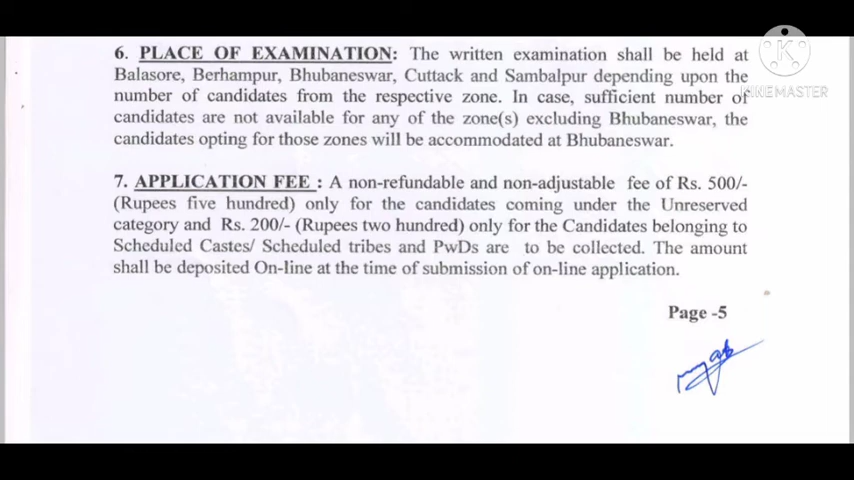 6. PLACE OF EXAMINATION: The written examination shall be held at
Balasore, Berhampur, Bhubaneswar, Cuttack and Sambalpur depending upon the
number of candidates from the respective zone. In case, sufficient number of
candidates are not available for any of the zone(s) excluding Bhubaneswar, the
candidates opting for those zones will be accommodated at Bhubaneswar.
7. APPLICATION FEE : A non-refundable and non-adjustable fee of Rs. 500/-
(Rupees five hundred) only for the candidates coming under the Unreserved
category and Rs. 200/- (Rupees two hundred) only for the Candidates belonging to
Scheduled Castes/ Scheduled tribes and PwDs are to be collected. The amount
shall be deposited On-line at the time of submission of on-line application.
Page -5
K
KINEMASTER